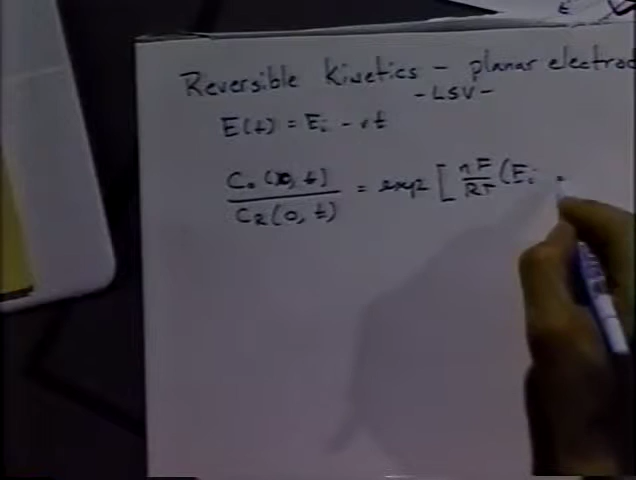 Reversible Kinetics - planar electrod
- LSV -
E(t) = Ei - vt
Co(0, t) / CR(0, t) = exp [ nF/RT (Ei -